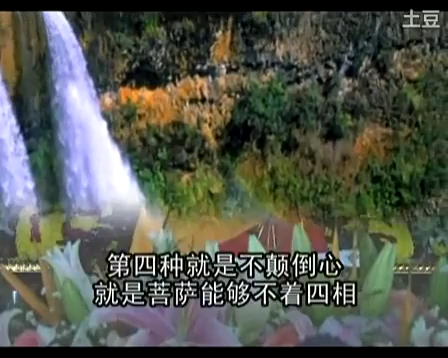 土豆
第四种就是不颠倒心
就是菩萨能够不着四相